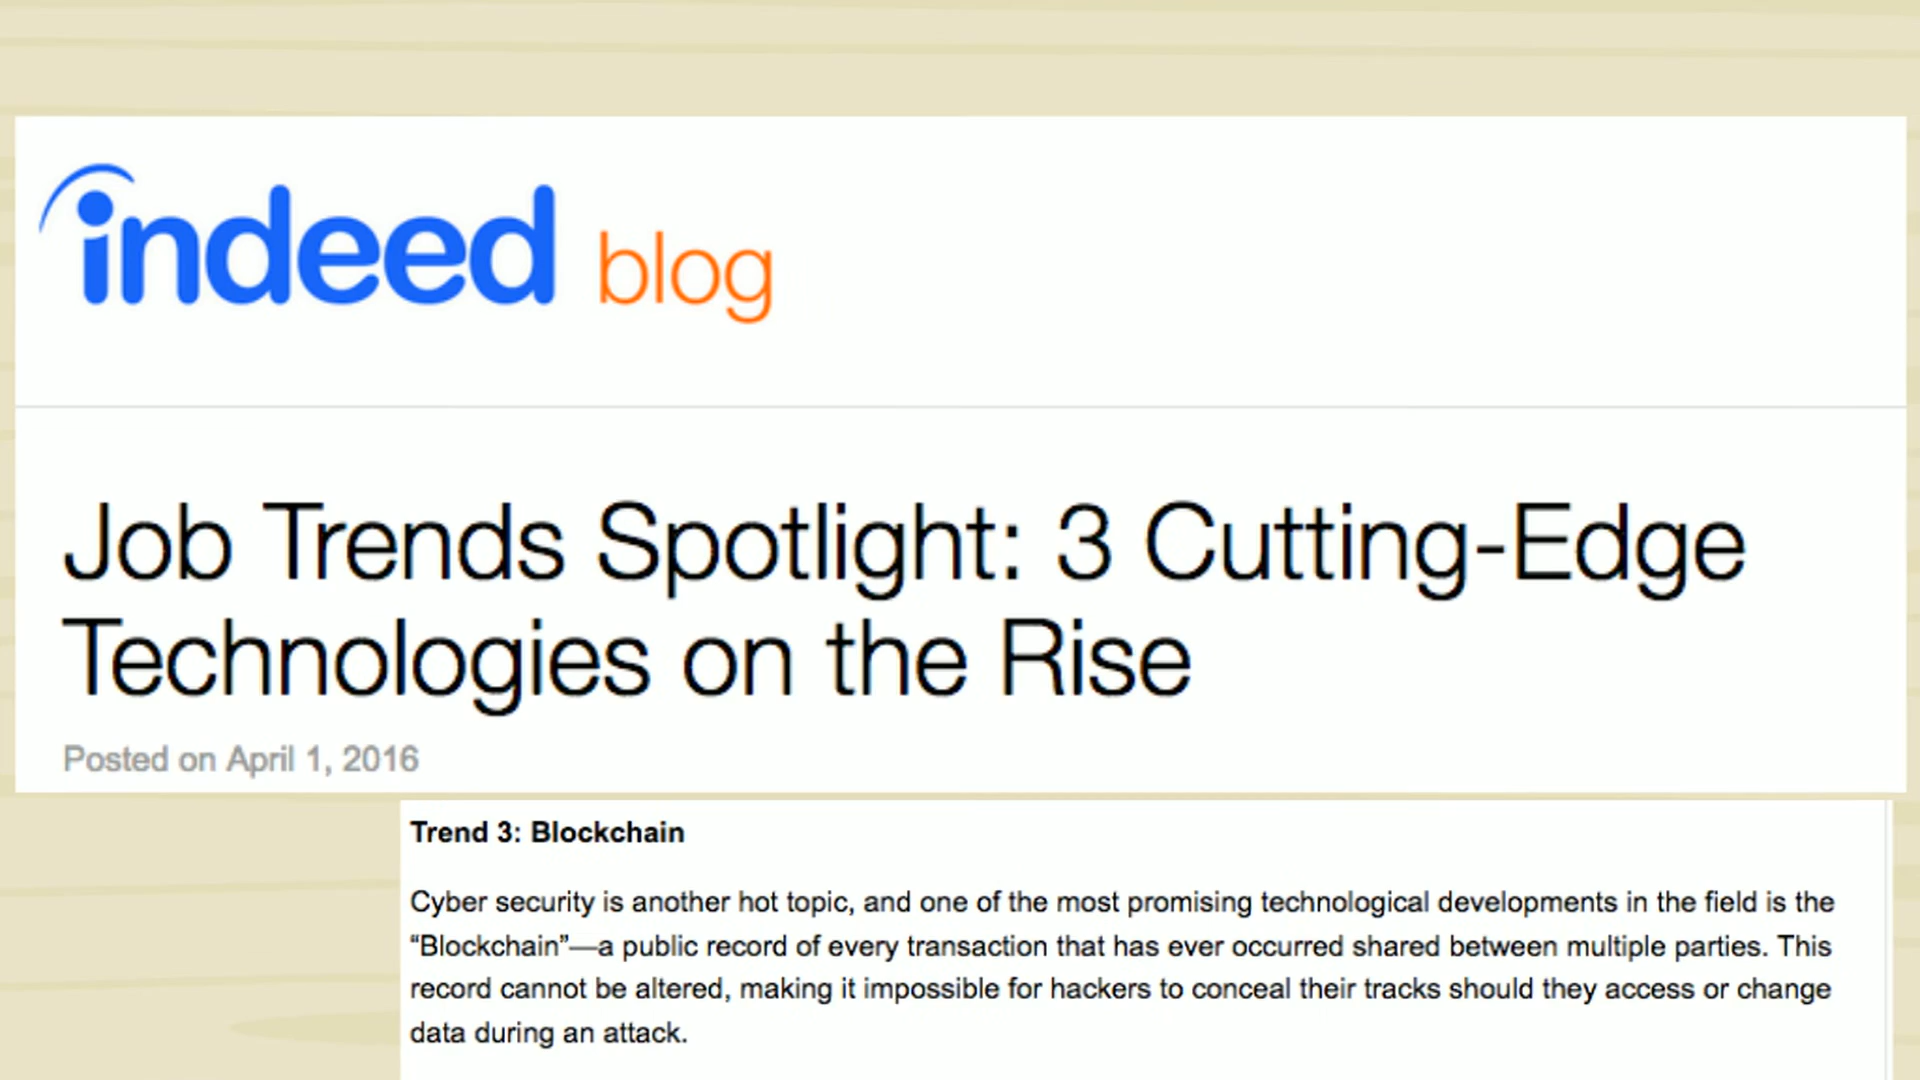 indeed blog
Job Trends Spotlight: 3 Cutting-Edge
Technologies on the Rise
Posted on April 1, 2016
Trend 3: Blockchain
Cyber security is another hot topic, and one of the most promising technological developments in the field is the
“Blockchain”—a public record of every transaction that has ever occurred shared between multiple parties. This
record cannot be altered, making it impossible for hackers to conceal their tracks should they access or change
data during an attack.